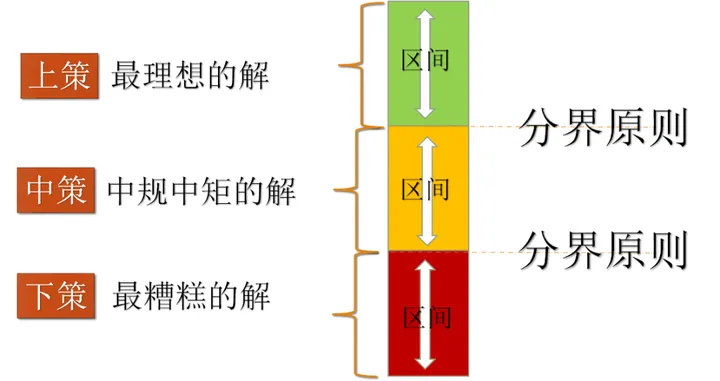 上策 最理想的解
区间
分界原则
中策 中规中矩的解
区间
分界原则
下策 最糟糕的解
区间